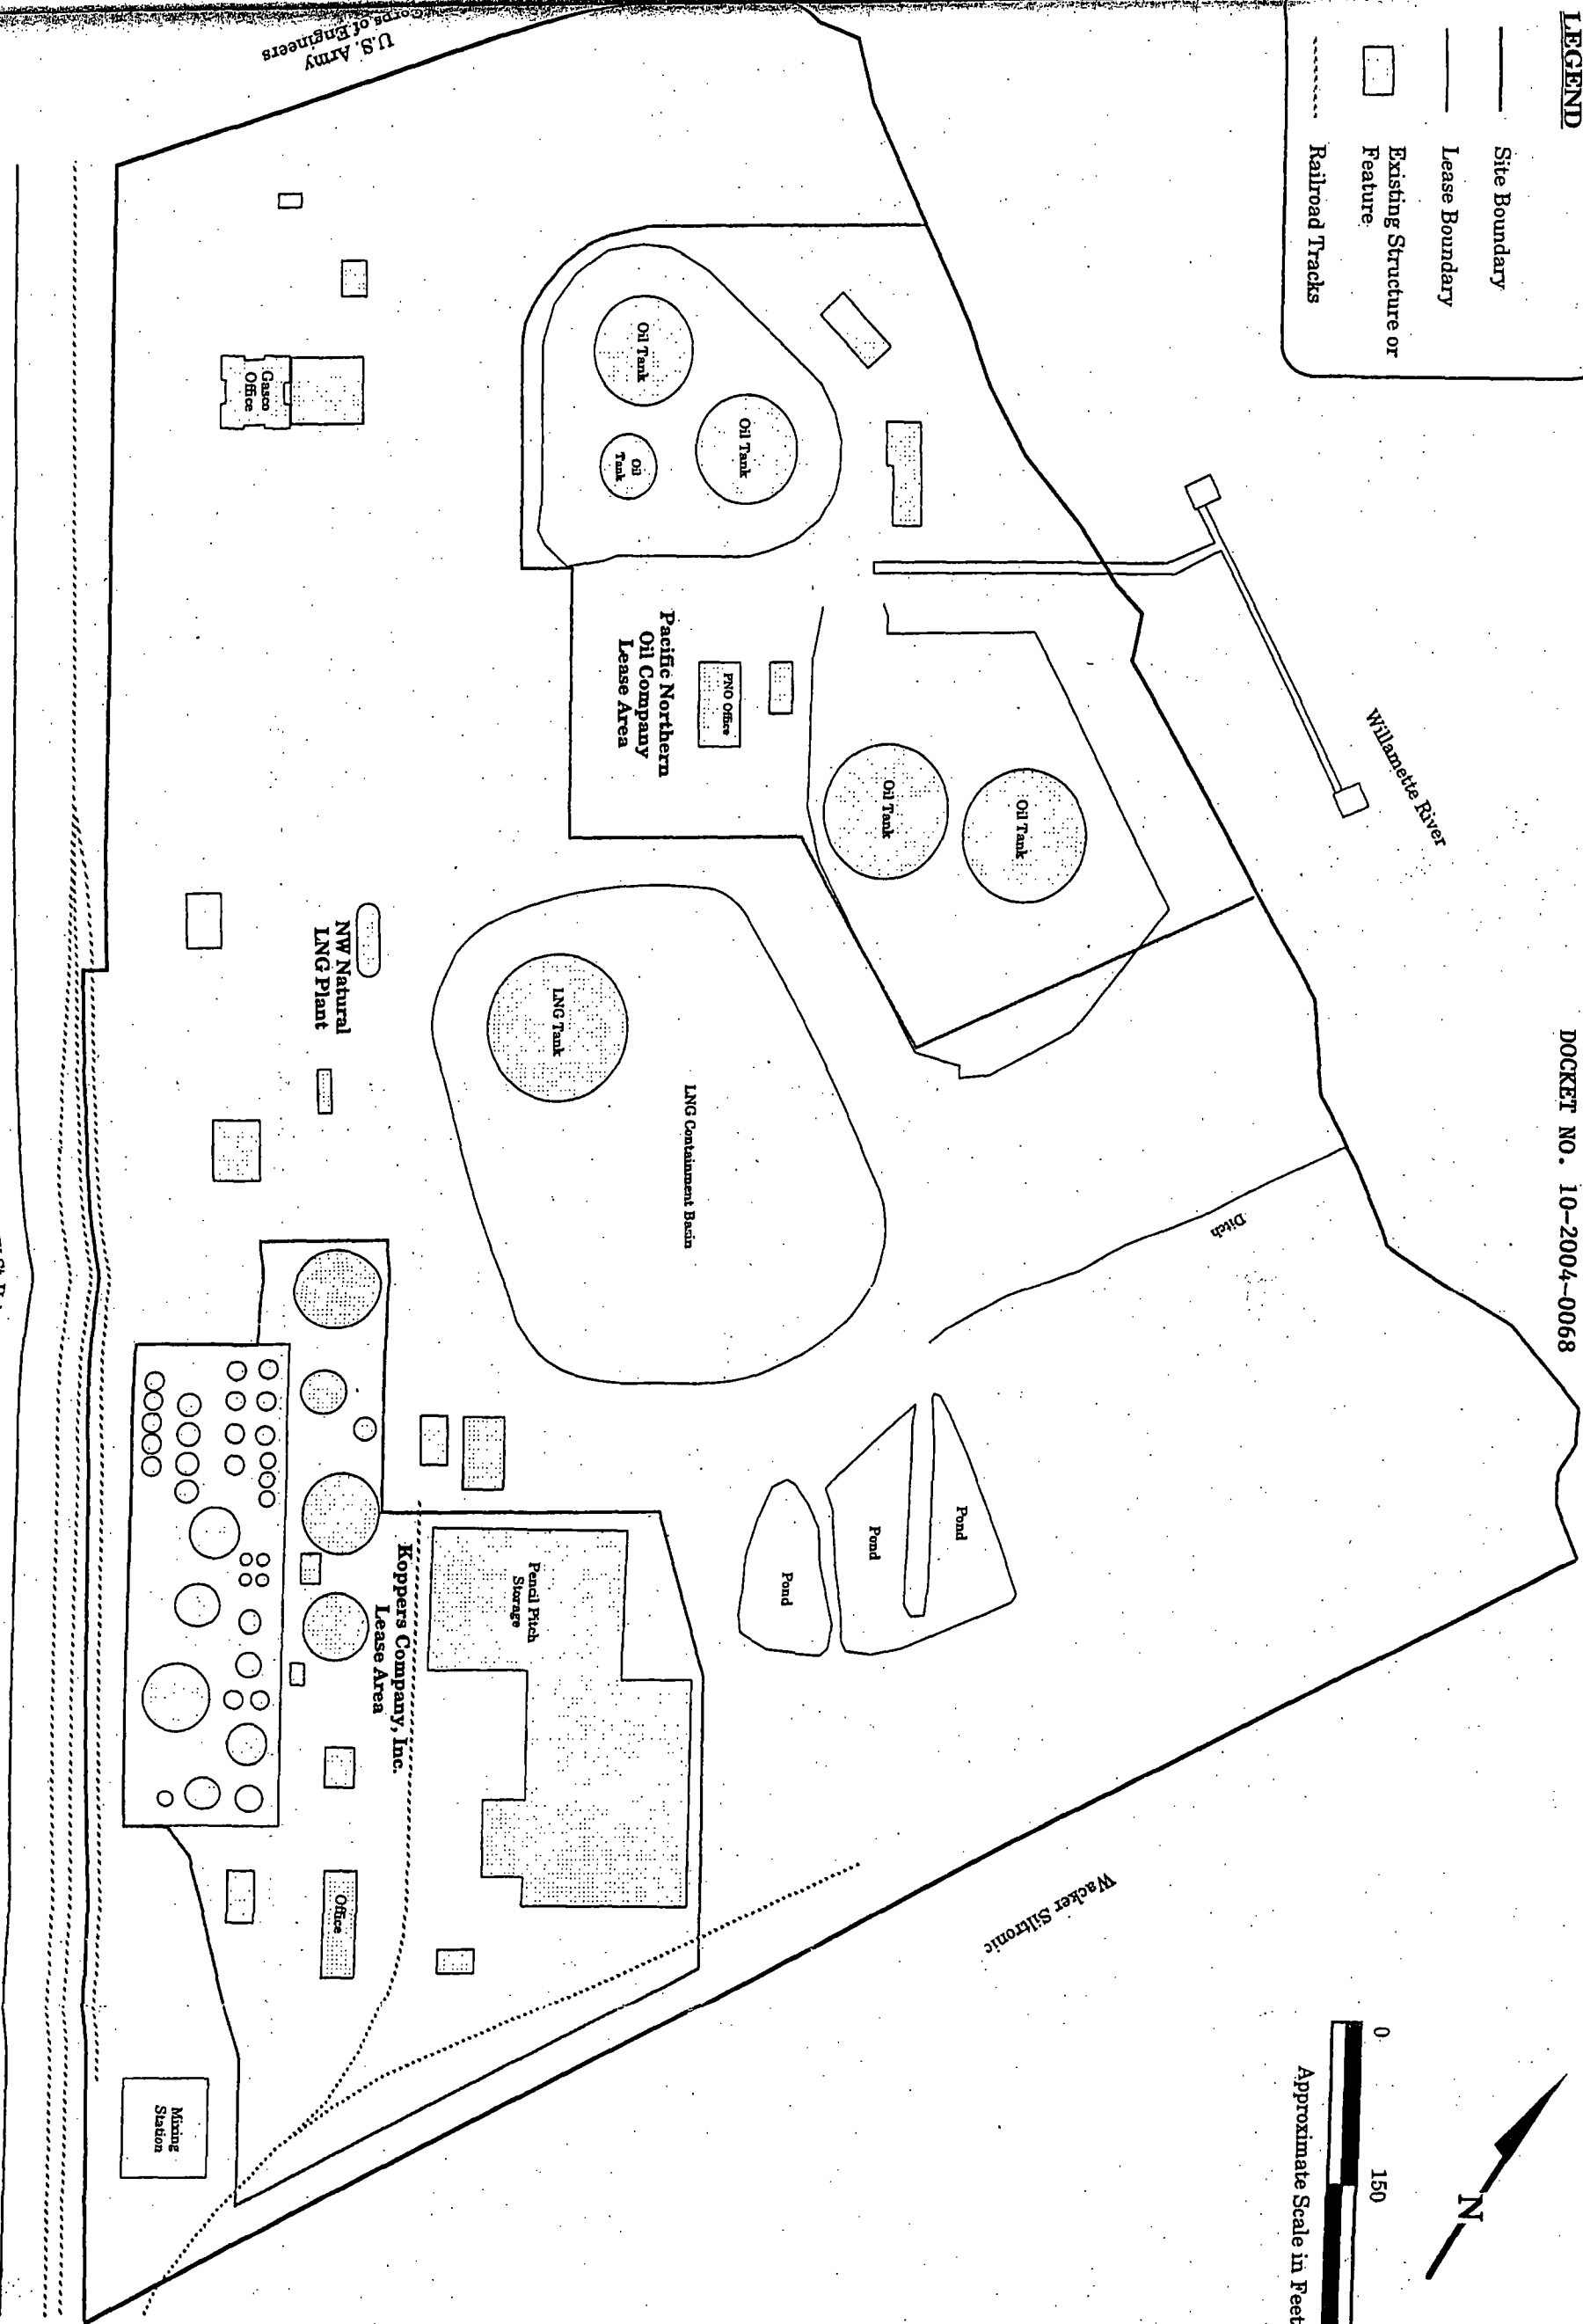 LEGEND
Site Boundary
Lease Boundary
Existing Structure or
Feature
Railroad Tracks
DOCKET NO. 10-2004-0068
0
150
Approximate Scale in Feet
N
Willamette River
U.S. Army
Corps of Engineers
Oil Tank
Oil Tank
Oil
Tank
Gasco
Office
Pacific Northern
Oil Company
Lease Area
PNO Office
Oil Tank
Oil Tank
NW Natural
LNG Plant
LNG Tank
LNG Containment Basin
Ditch
Pond
Pond
Pond
Pencil Pitch
Storage
Koppers Company, Inc.
Lease Area
Office
Wacker Siltronic
Mixing
Station